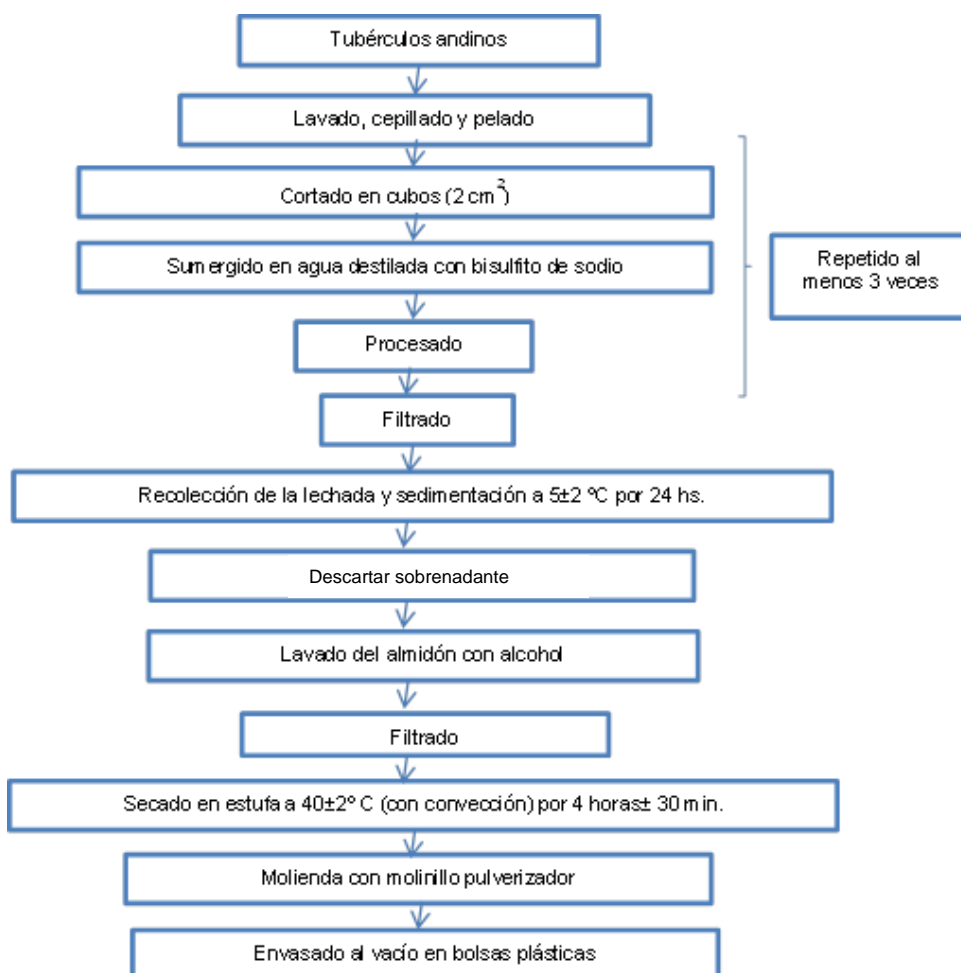 Tubérculos andinos
Lavado, cepillado y pelado
Cortado en cubos (2 cm²)
Sumergido en agua destilada con bisulfito de sodio
Repetido al
menos 3 veces
Procesado
Filtrado
Recolección de la lechada y sedimentación a 5±2 ºC por 24 hs.
Descartar sobrenadante
Lavado del almidón con alcohol
Filtrado
Secado en estufa a 40±2º C (con convección) por 4 horas± 30 min.
Molienda con molinillo pulverizador
Envasado al vacío en bolsas plásticas